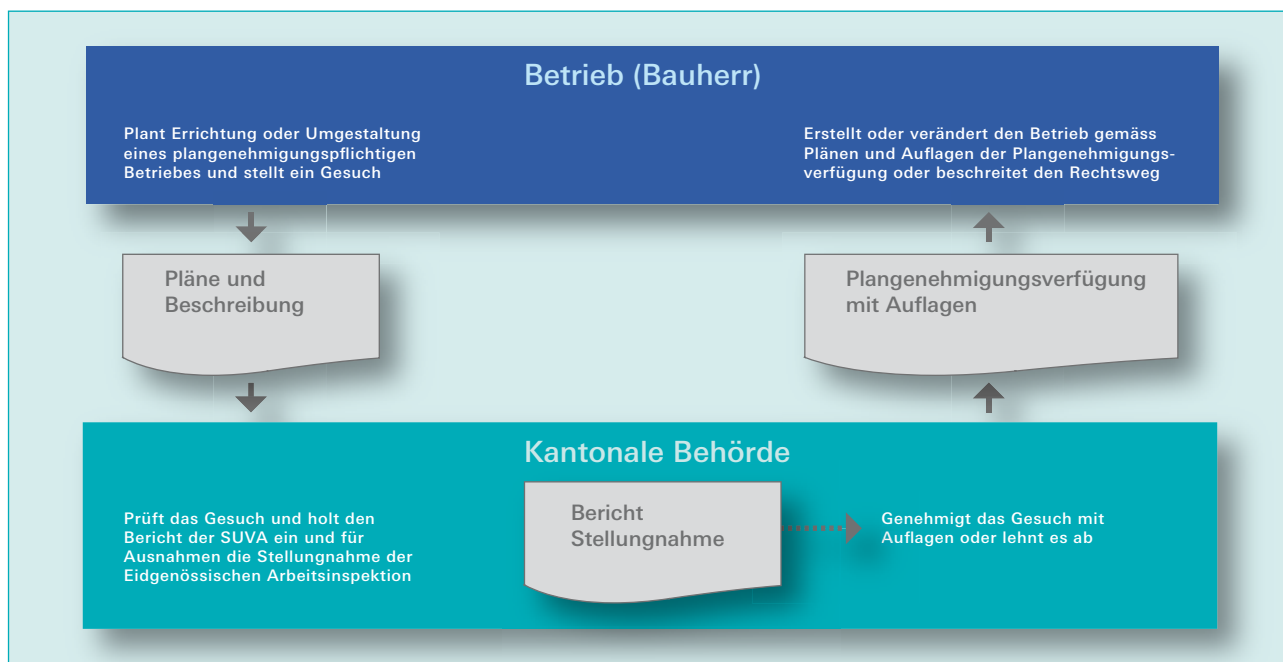 Betrieb (Bauherr)
Plant Errichtung oder Umgestaltung
eines plangenehmigungspflichtigen
Betriebes und stellt ein Gesuch
Erstellt oder verändert den Betrieb gemäss
Plänen und Auflagen der Plangenehmigungs-
verfügung oder beschreitet den Rechtsweg
Pläne und
Beschreibung
Plangenehmigungsverfügung
mit Auflagen
Kantonale Behörde
Prüft das Gesuch und holt den
Bericht der SUVA ein und für
Ausnahmen die Stellungnahme der
Eidgenössischen Arbeitsinspektion
Bericht
Stellungnahme
Genehmigt das Gesuch mit
Auflagen oder lehnt es ab